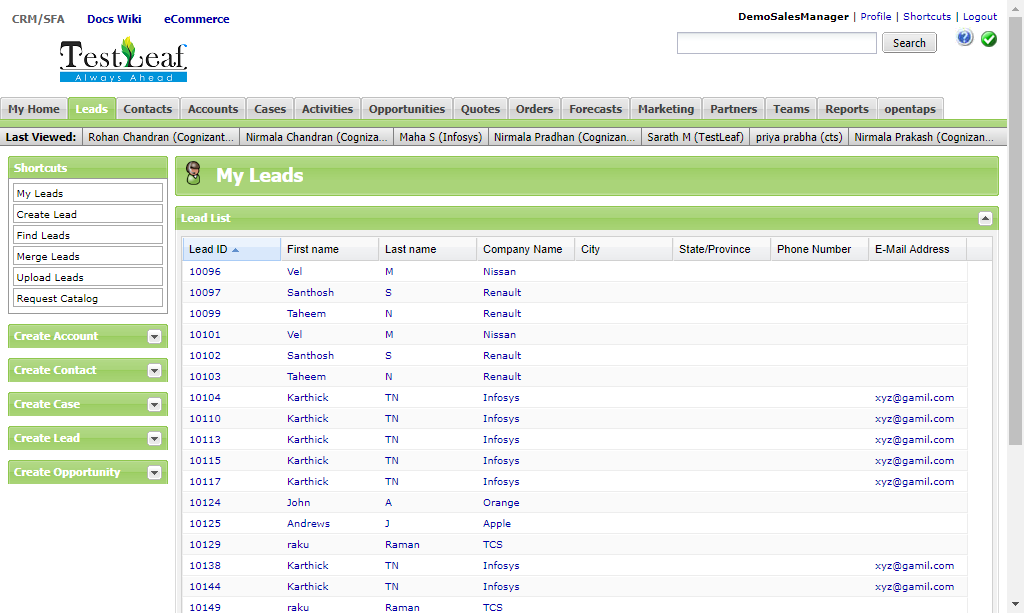 CRM/SFA Docs Wiki eCommerce
DemoSalesManager | Profile | Shortcuts | Logout
TestLeaf
Always Ahead
Search
My Home Leads Contacts Accounts Cases Activities Opportunities Quotes Orders Forecasts Marketing Partners Teams Reports opentaps
Last Viewed: Rohan Chandran (Cognizant... Nirmala Chandran (Cogniza... Maha S (Infosys) Nirmala Pradhan (Cognizan... Sarath M (TestLeaf) priya prabha (cts) Nirmala Prakash (Cognizan...
Shortcuts
My Leads
Create Lead
Find Leads
Merge Leads
Upload Leads
Request Catalog
Create Account
Create Contact
Create Case
Create Lead
Create Opportunity
My Leads
Lead List
Lead ID First name Last name Company Name City State/Province Phone Number E-Mail Address
10096 Vel M Nissan
10097 Santhosh S Renault
10099 Taheem N Renault
10101 Vel M Nissan
10102 Santhosh S Renault
10103 Taheem N Renault
10104 Karthick TN Infosys xyz@gamil.com
10110 Karthick TN Infosys xyz@gamil.com
10113 Karthick TN Infosys xyz@gamil.com
10115 Karthick TN Infosys xyz@gamil.com
10117 Karthick TN Infosys xyz@gamil.com
10124 John A Orange
10125 Andrews J Apple
10129 raku Raman TCS
10138 Karthick TN Infosys xyz@gamil.com
10144 Karthick TN Infosys xyz@gamil.com
10149 raku Raman TCS